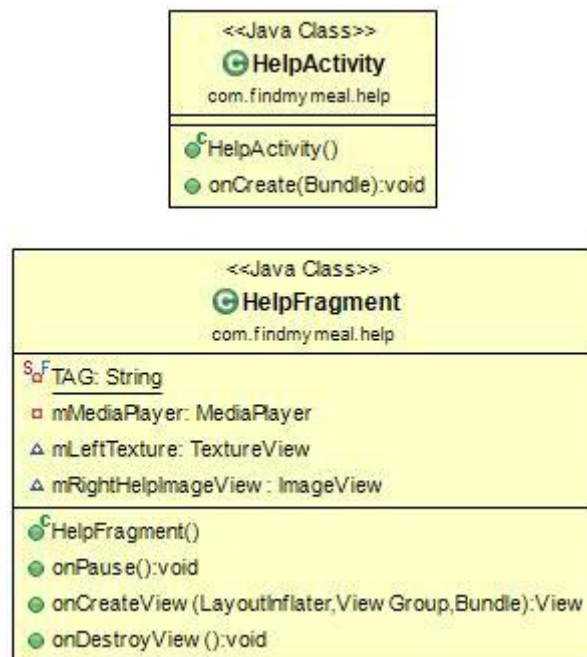 <<Java Class>>
HelpActivity
com.findmymeal.help
HelpActivity()
onCreate(Bundle):void
<<Java Class>>
HelpFragment
com.findmymeal.help
TAG: String
mMediaPlayer: MediaPlayer
mLeftTexture: TextureView
mRightHelpImageView: ImageView
HelpFragment()
onPause():void
onCreateView(LayoutInflater,ViewGroup,Bundle):View
onDestroyView():void